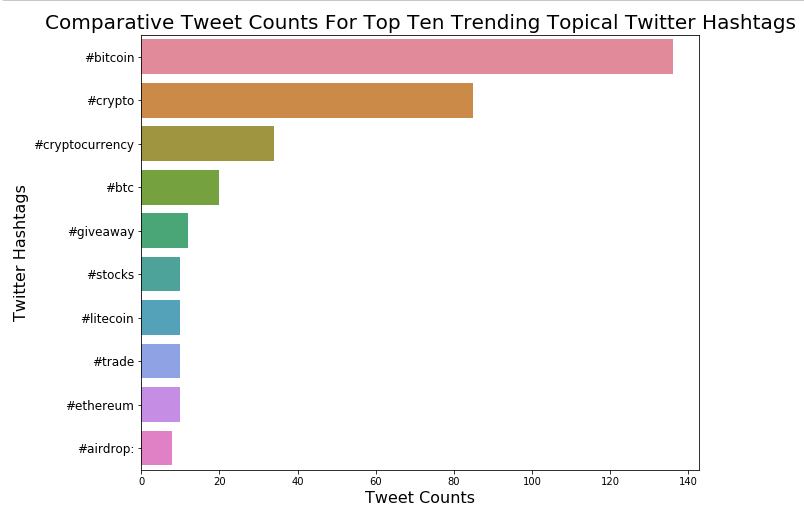 Comparative Tweet Counts For Top Ten Trending Topical Twitter Hashtags
Twitter Hashtags
#bitcoin
#crypto
#cryptocurrency
#btc
#giveaway
#stocks
#litecoin
#trade
#ethereum
#airdrop:
0 20 40 60 80 100 120 140
Tweet Counts